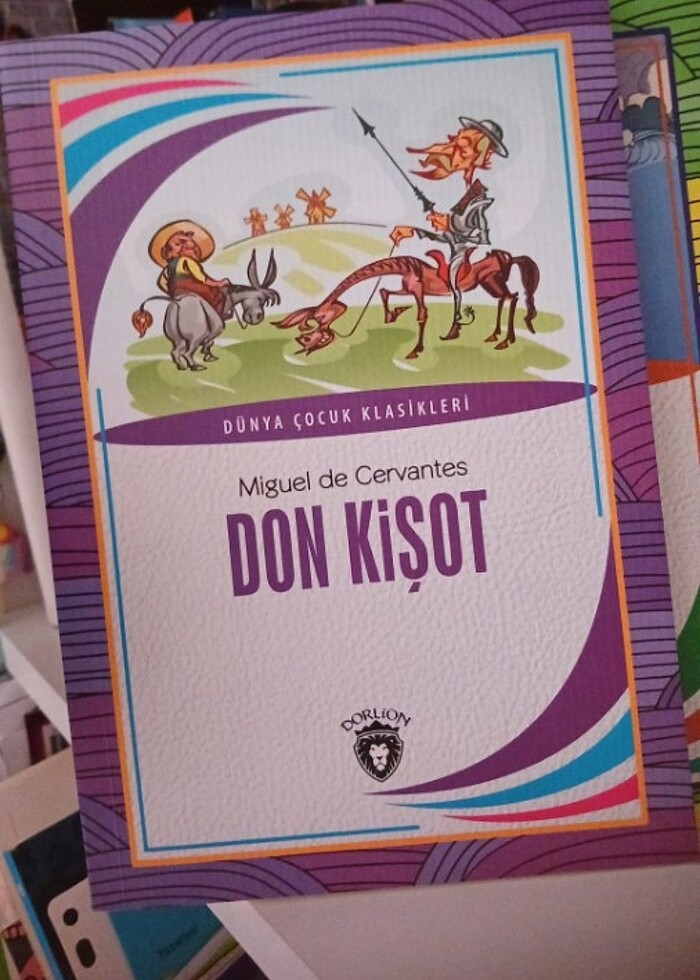 DÜNYA ÇOCUK KLASİKLERİ
Miguel de Cervantes
DON KİŞOT
DORLİON